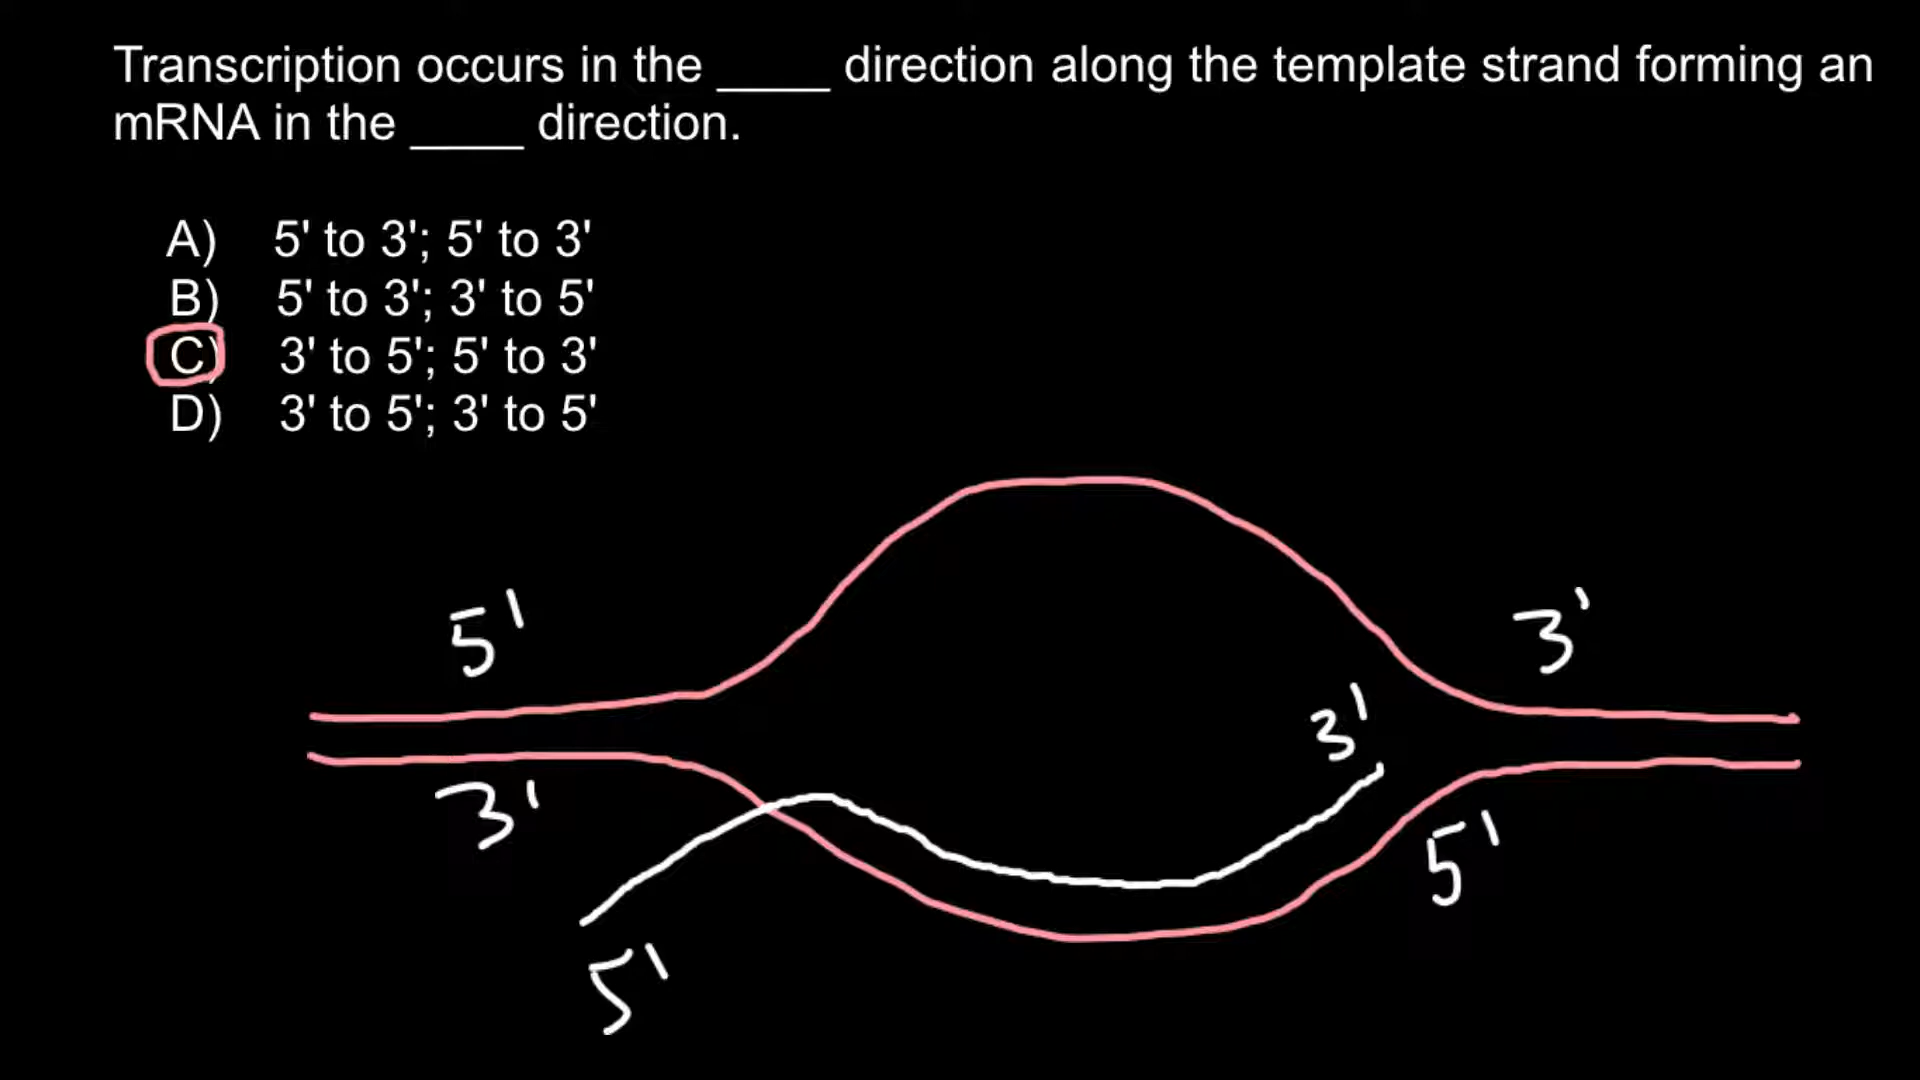 Transcription occurs in the ____ direction along the template strand forming an
mRNA in the ____ direction.
A) 5' to 3'; 5' to 3'
B) 5' to 3'; 3' to 5'
C) 3' to 5'; 5' to 3'
D) 3' to 5'; 3' to 5'
5' 3'
3'
3' 5'
5'